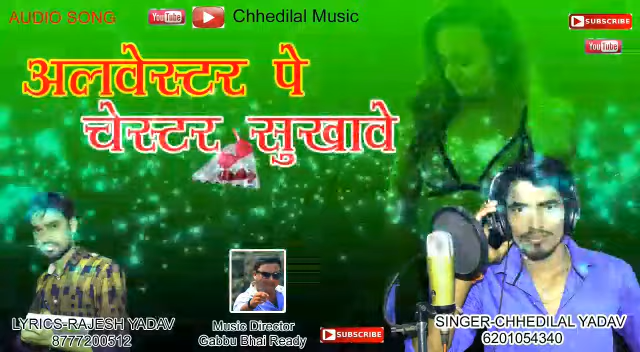 AUDIO SONG
YouTube
Chhedilal Music
SUBSCRIBE
YouTube
अलवेस्टर पे
चेस्टर सुखावे
LYRICS-RAJESH YADAV
8777200512
Music Director
Gabbu Bhai Ready
SUBSCRIBE
SINGER-CHHEDILAL YADAV
6201054340